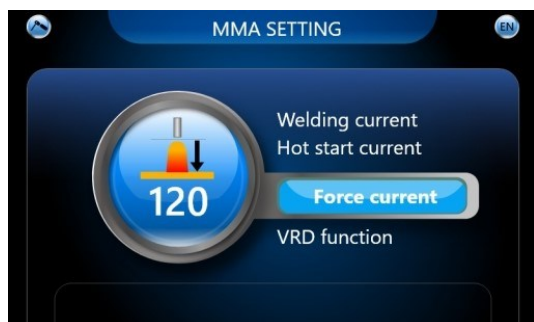 MMA SETTING
EN
Welding current
Hot start current
Force current
120
VRD function